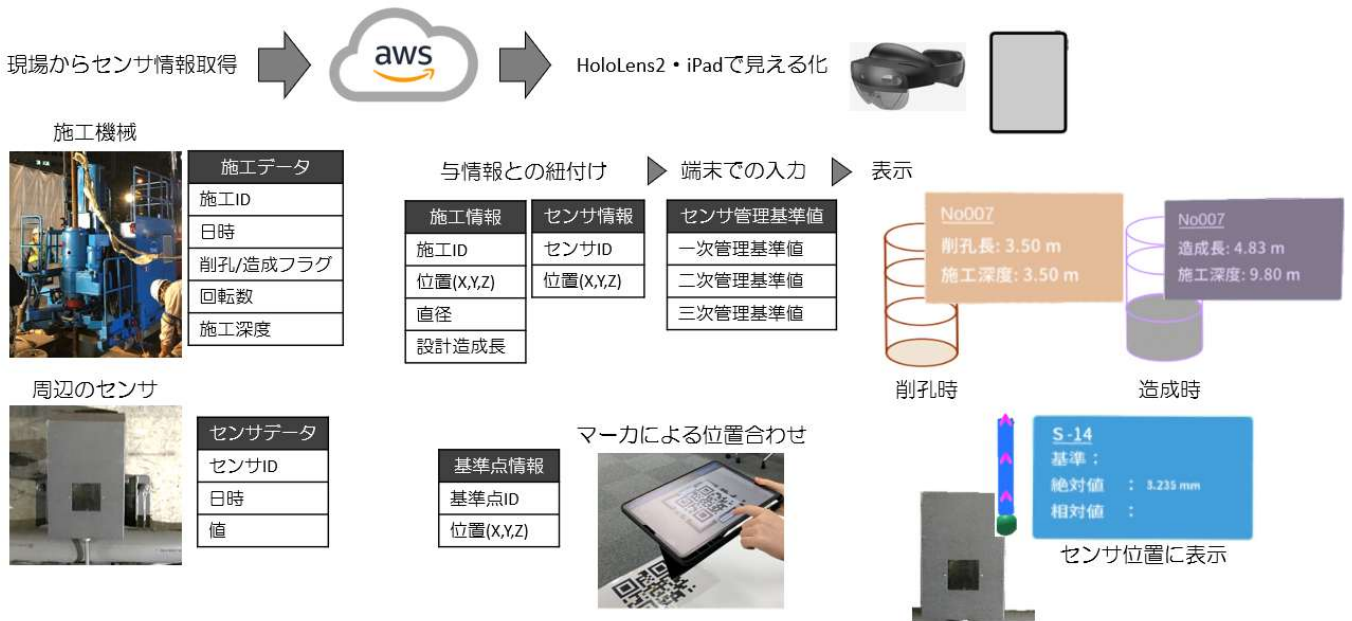 現場からセンサ情報取得
aws
HoloLens2・iPadで見える化
施工機械
施工データ
施工ID
日時
削孔/造成フラグ
回転数
施工深度
与情報との紐付け
端末での入力
表示
施工情報
施工ID
位置(X,Y,Z)
直径
設計造成長
センサ情報
センサID
位置(X,Y,Z)
センサ管理基準値
一次管理基準値
二次管理基準値
三次管理基準値
No007
削孔長: 3.50 m
施工深度: 3.50 m
削孔時
No007
造成長: 4.83 m
施工深度: 9.80 m
造成時
周辺のセンサ
センサデータ
センサID
日時
値
基準点情報
基準点ID
位置(X,Y,Z)
マーカによる位置合わせ
S-14
基準：
絶対値 ： 3.235 mm
相対値 ：
センサ位置に表示